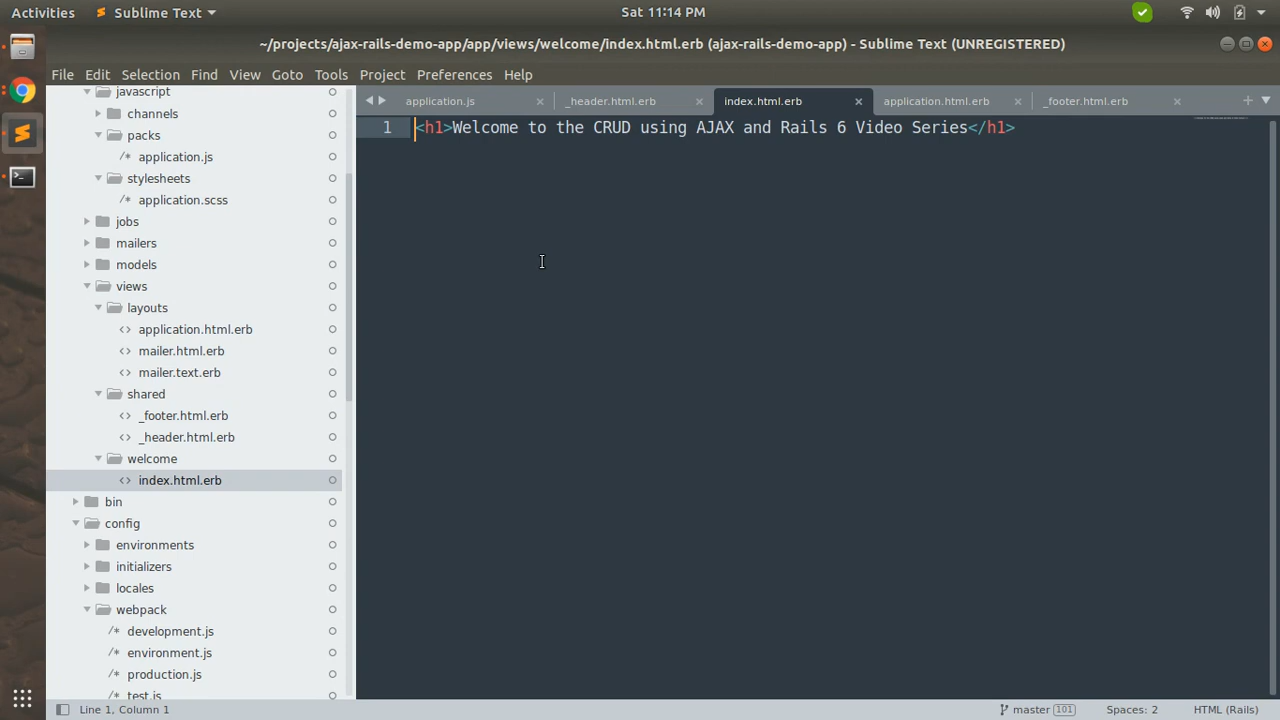 Activities
Sublime Text
Sat 11:14 PM
~/projects/ajax-rails-demo-app/app/views/welcome/index.html.erb (ajax-rails-demo-app) - Sublime Text (UNREGISTERED)
File Edit Selection Find View Goto Tools Project Preferences Help
javascript
channels
packs
/* application.js
stylesheets
/* application.scss
jobs
mailers
models
views
layouts
<> application.html.erb
<> mailer.html.erb
<> mailer.text.erb
shared
<> _footer.html.erb
<> _header.html.erb
welcome
<> index.html.erb
bin
config
environments
initializers
locales
webpack
/* development.js
/* environment.js
/* production.js
/* test.js
application.js
_header.html.erb
index.html.erb
application.html.erb
_footer.html.erb
1 <h1>Welcome to the CRUD using AJAX and Rails 6 Video Series</h1>
Line 1, Column 1
master 101
Spaces: 2
HTML (Rails)